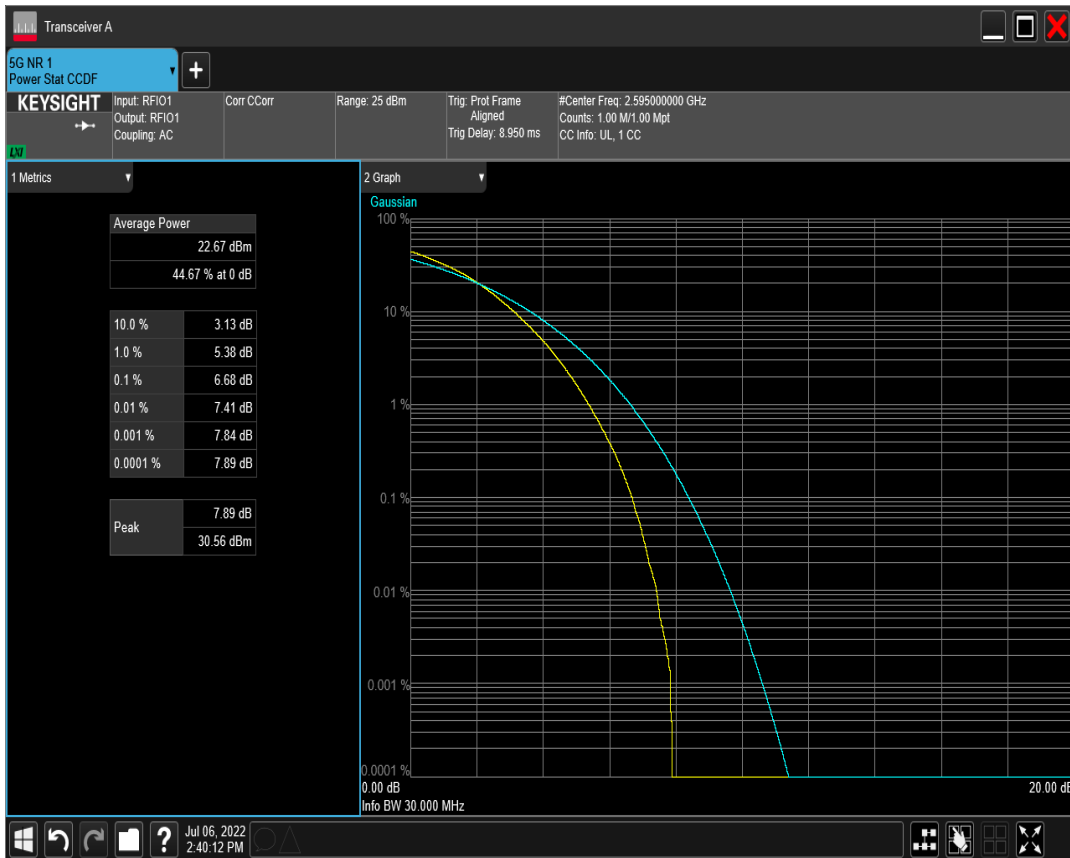 Transceiver A
5G NR 1
Power Stat CCDF
+
KEYSIGHT
LXI
Input: RFIO1
Output: RFIO1
Coupling: AC
Corr CCorr
Range: 25 dBm
Trig: Prot Frame
Aligned
Trig Delay: 8.950 ms
#Center Freq: 2.595000000 GHz
Counts: 1.00 M/1.00 Mpt
CC Info: UL, 1 CC
1 Metrics
Average Power
22.67 dBm
44.67 % at 0 dB
10.0 % 3.13 dB
1.0 % 5.38 dB
0.1 % 6.68 dB
0.01 % 7.41 dB
0.001 % 7.84 dB
0.0001 % 7.89 dB
Peak
7.89 dB
30.56 dBm
2 Graph
Gaussian
100 %
10 %
1 %
0.1 %
0.01 %
0.001 %
0.0001 %
0.00 dB 20.00 dB
Info BW 30.000 MHz
?
Jul 06, 2022
2:40:12 PM